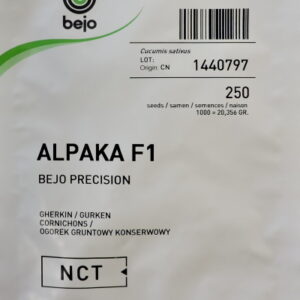 bejo
Cucumis sativus
LOT:
Origin: CN 1440797
250
seeds / samen / semences / nasion
1000 = 20,356 GR.
ALPAKA F1
BEJO PRECISION
GHERKIN / GURKEN
CORNICHONS /
OGOREK GRUNTOWY KONSERWOWY
NCT